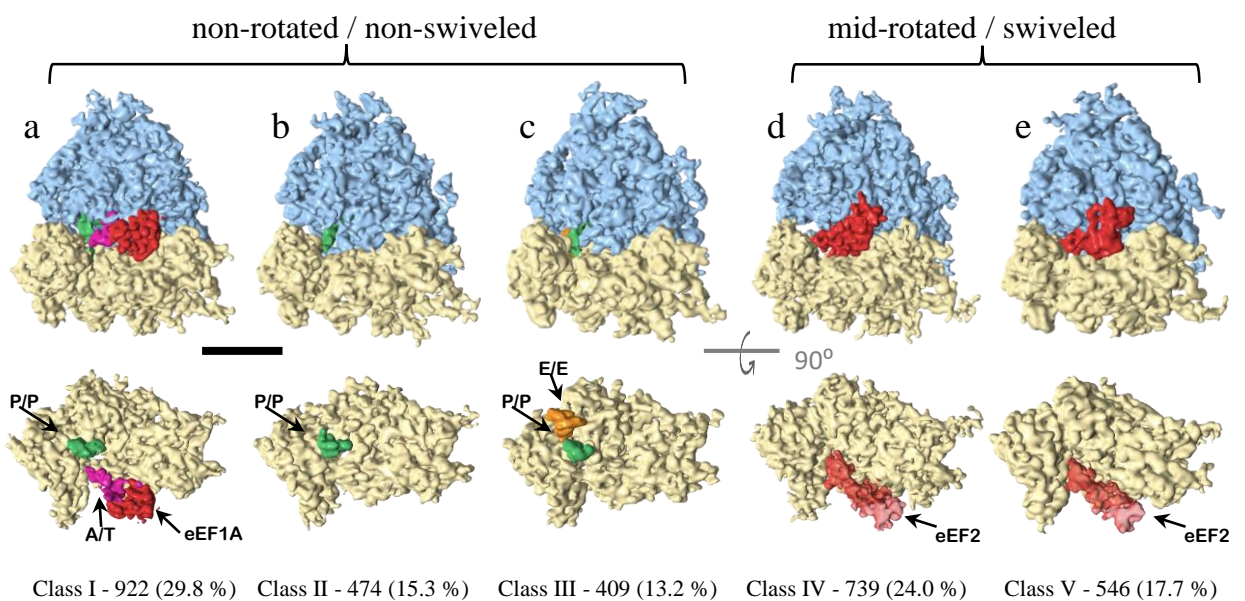 non-rotated / non-swiveled
mid-rotated / swiveled
a
b
c
d
e
90º
P/P
A/T
eEF1A
P/P
E/E
P/P
eEF2
eEF2
Class I - 922 (29.8 %)
Class II - 474 (15.3 %)
Class III - 409 (13.2 %)
Class IV - 739 (24.0 %)
Class V - 546 (17.7 %)